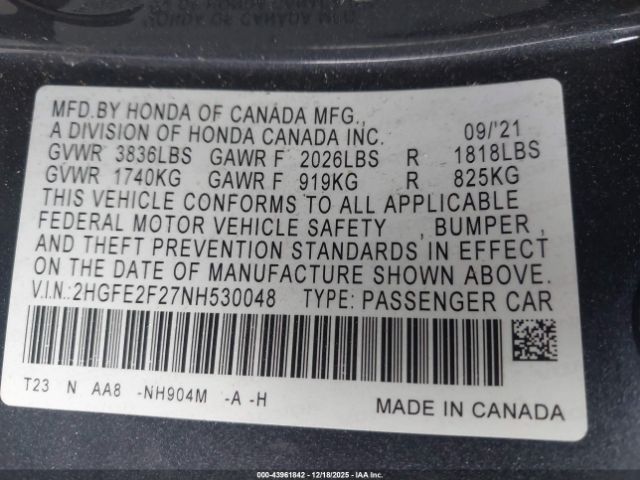 MFD.BY HONDA OF CANADA MFG.,
A DIVISION OF HONDA CANADA INC. 09/'21
GVWR 3836LBS GAWR F 2026LBS R 1818LBS
GVWR 1740KG GAWR F 919KG R 825KG
THIS VEHICLE CONFORMS TO ALL APPLICABLE
FEDERAL MOTOR VEHICLE SAFETY , BUMPER ,
AND THEFT PREVENTION STANDARDS IN EFFECT
ON THE DATE OF MANUFACTURE SHOWN ABOVE.
V.I.N.:2HGFE2F27NH530048 TYPE: PASSENGER CAR
T23 N AA8 -NH904M -A -H
MADE IN CANADA
000-43961842 | 12/18/2025 - IAA Inc.